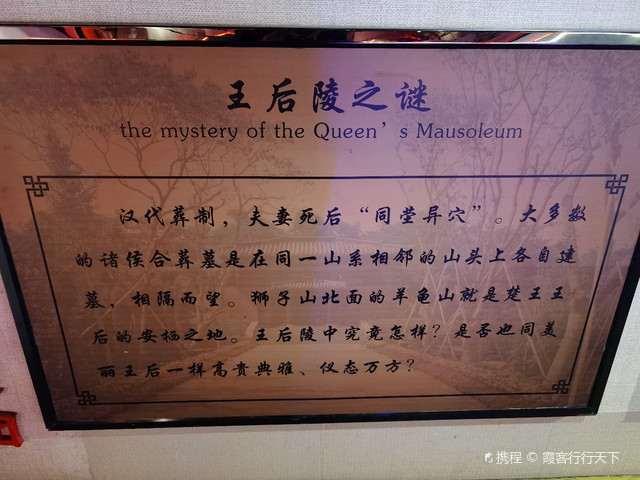 王后陵之谜
the mystery of the Queen's Mausoleum
汉代葬制，夫妻死后“同茔异穴”。大多数
的诸侯合葬墓是在同一山系相邻的山头上各自建
墓，相隔而望。狮子山北面的羊龟山就是楚王王
后的安栖之地。王后陵中究竟怎样？是否也同美
丽王后一样高贵典雅、仪态万方？
携程 © 霞客行行天下